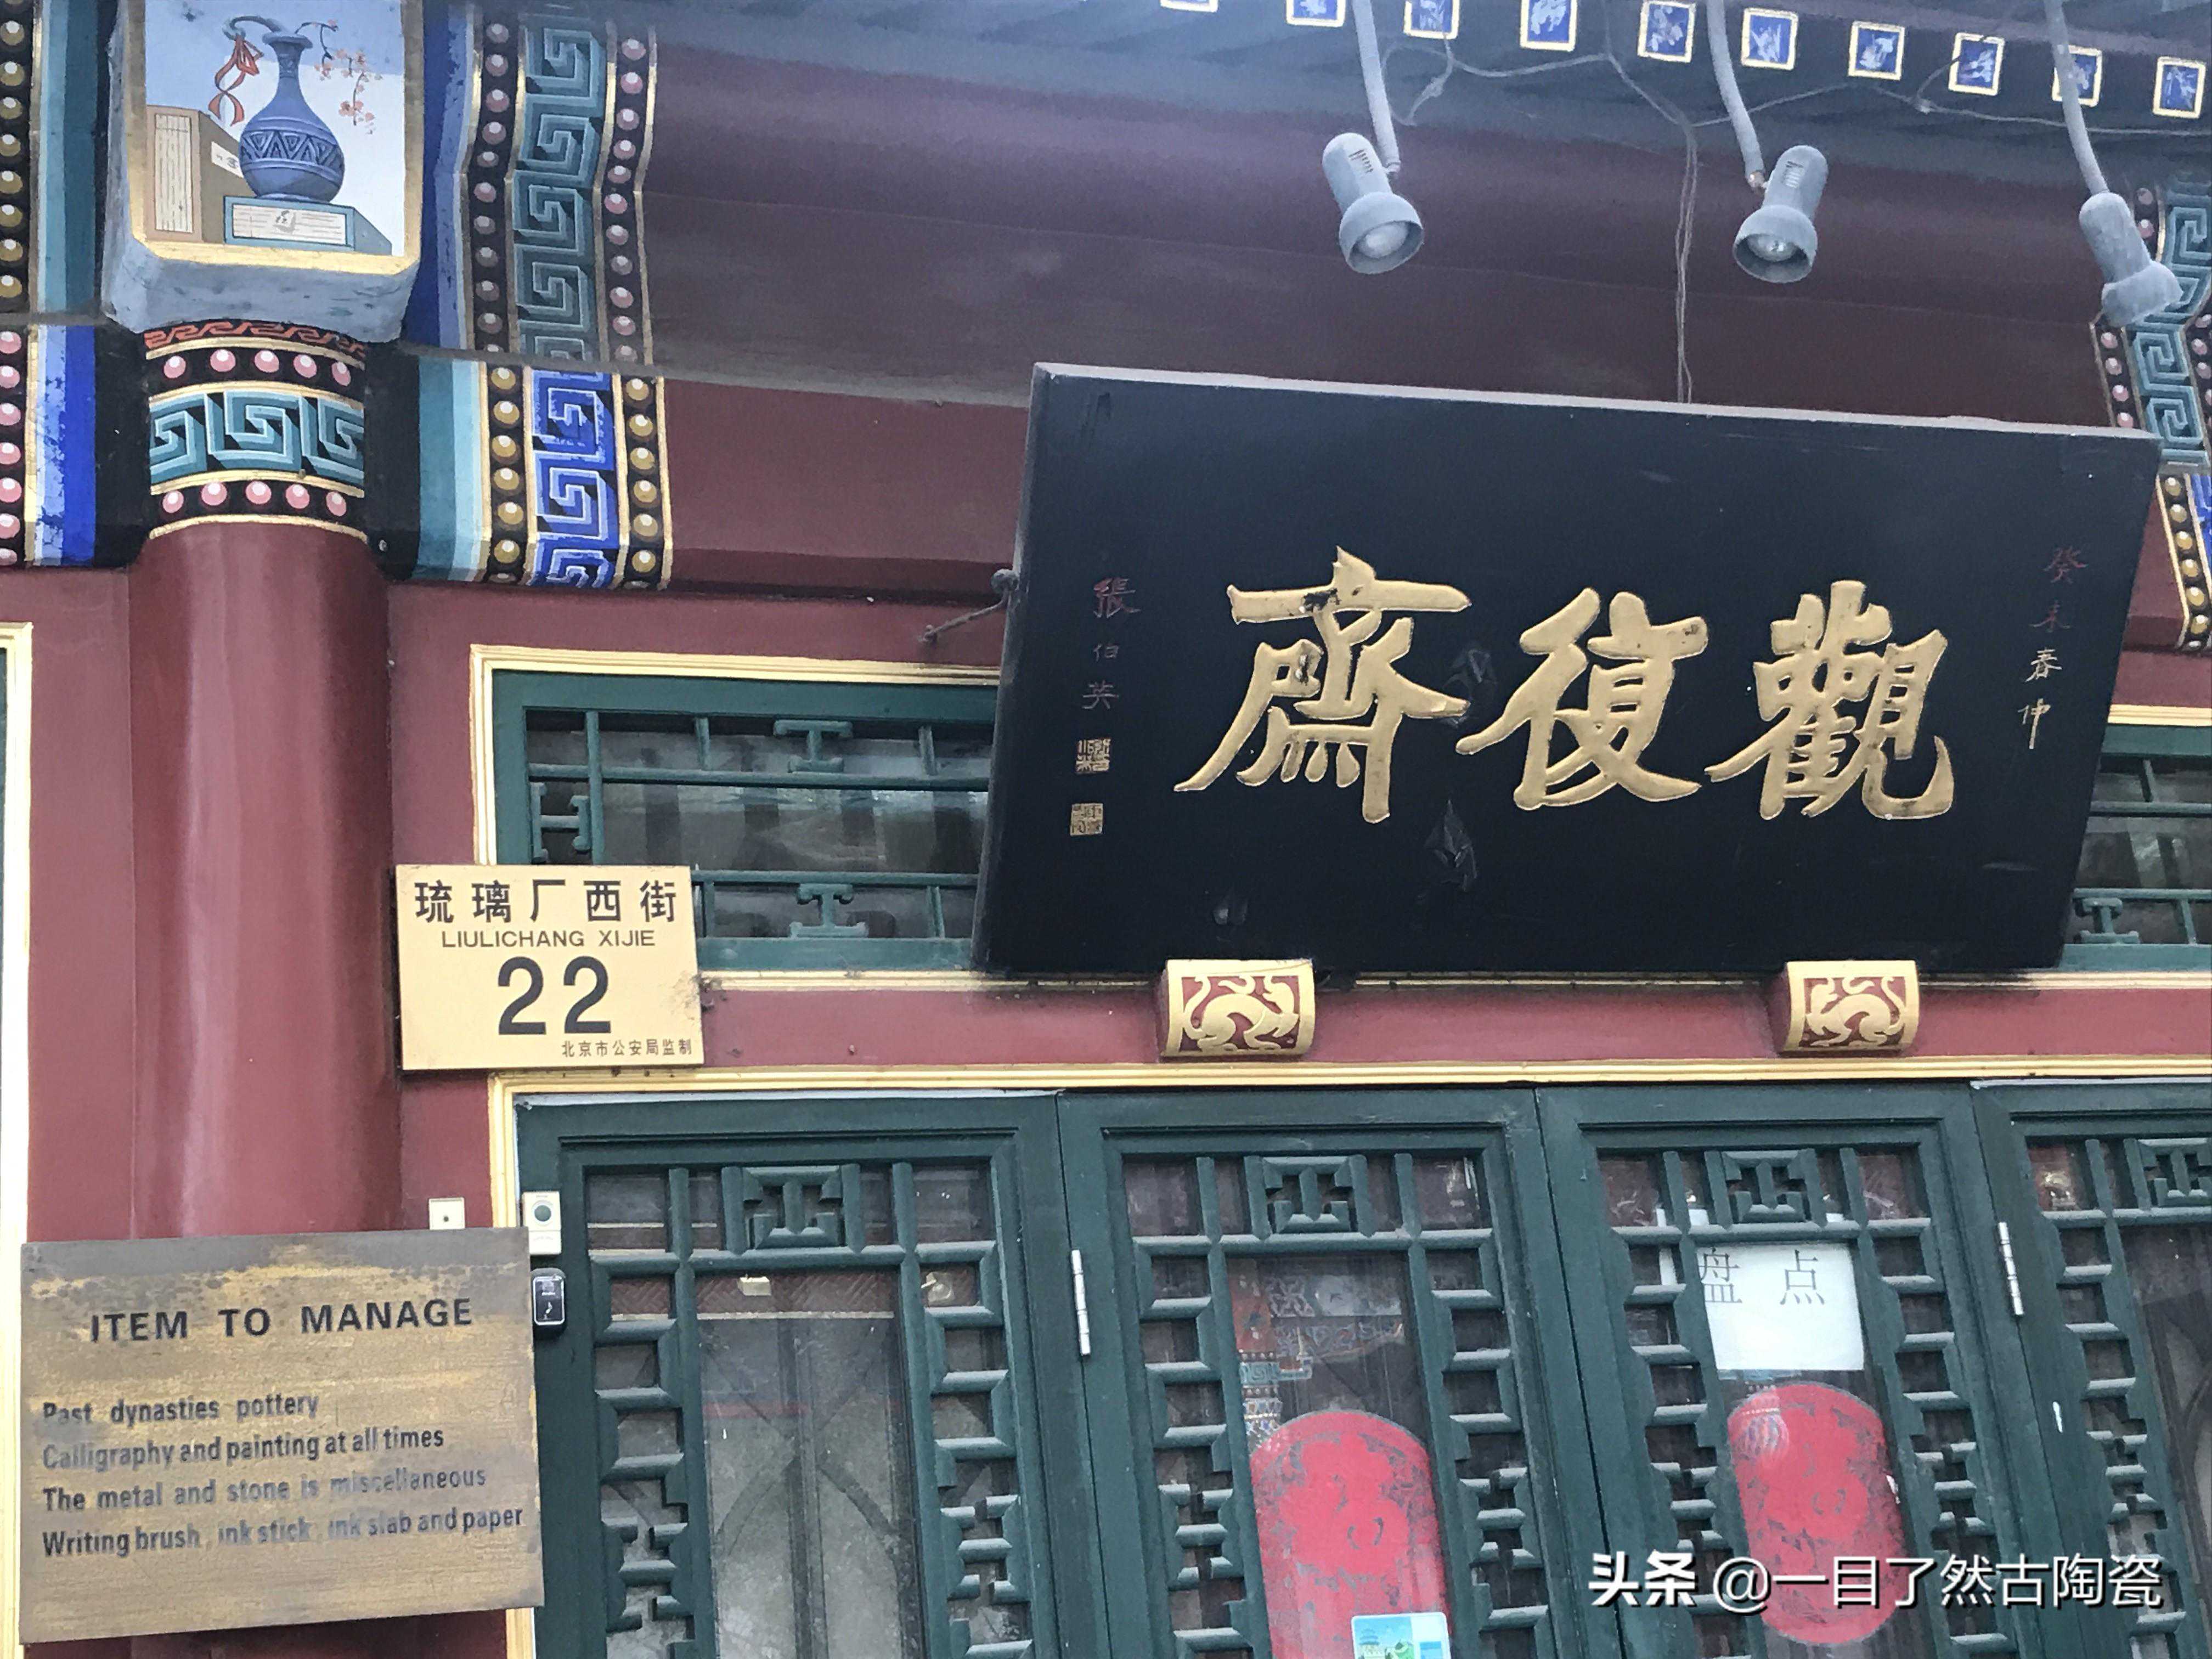 觀復齋
癸未春仲
張伯英
琉璃厂西街
LIULICHANG XIJIE
22
北京市公安局监制
ITEM TO MANAGE
Past dynasties pottery
Calligraphy and painting at all times
The metal and stone is miscellaneous
Writing brush, ink stick, ink slab and paper
盘点
头条 @一目了然古陶瓷